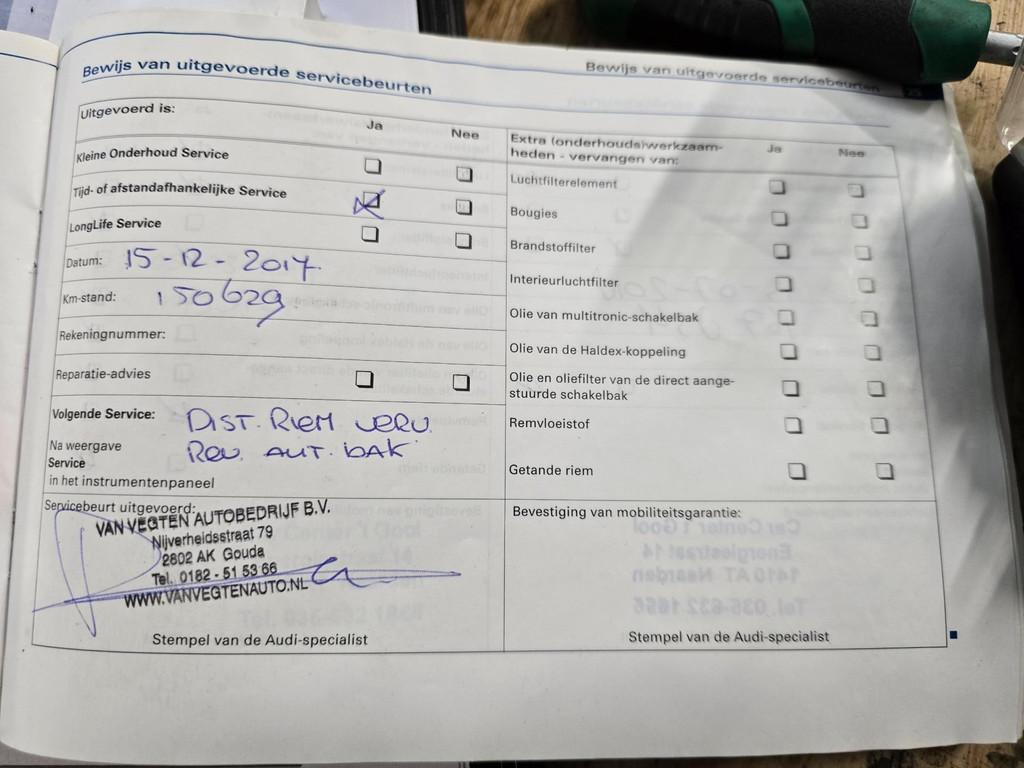 Bewijs van uitgevoerde servicebeurten
Bewijs van uitgevoerde servicebeurten
Uitgevoerd is:
Ja
Nee
Kleine Onderhoud Service
Tijd- of afstandafhankelijke Service
LongLife Service
Datum: 15-12-2017.
Km-stand: 150629
Rekeningnummer:
Reparatie-advies
Volgende Service: DIST. RIEM VERV.
Na weergave REV. AUT. bAK
Service
in het instrumentenpaneel
Servicebeurt uitgevoerd:
VAN VEGTEN AUTOBEDRIJF B.V.
Nijverheidsstraat 79
2802 AK Gouda
Tel. 0182 - 51 53 66
WWW.VANVEGTENAUTO.NL
Stempel van de Audi-specialist
Extra (onderhouds)werkzaam-
heden - vervangen van:
Ja
Nee
Luchtfilterelement
Bougies
Brandstoffilter
Interieurluchtfilter
Olie van multitronic-schakelbak
Olie van de Haldex-koppeling
Olie en oliefilter van de direct aange-
stuurde schakelbak
Remvloeistof
Getande riem
Bevestiging van mobiliteitsgarantie:
Stempel van de Audi-specialist